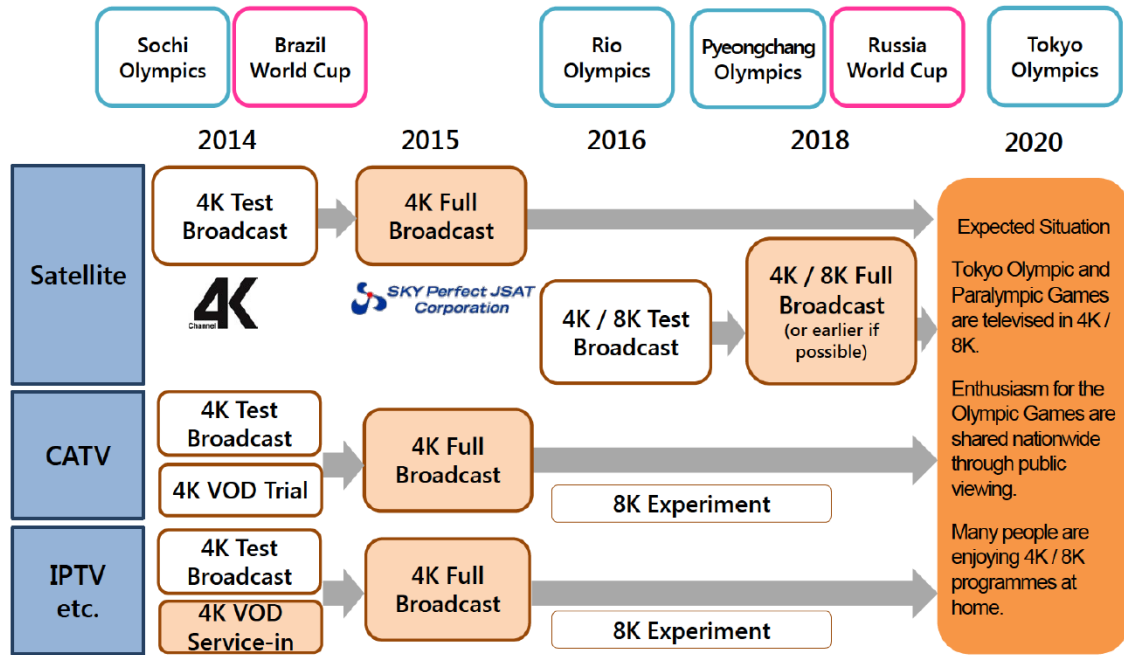 Sochi
Olympics
Brazil
World Cup
Rio
Olympics
Pyeongchang
Olympics
Russia
World Cup
Tokyo
Olympics
2014
2015
2016
2018
2020
Satellite
4K Test
Broadcast
4K Full
Broadcast
Channel
4K
SKY Perfect JSAT
Corporation
4K / 8K Test
Broadcast
4K / 8K Full
Broadcast
(or earlier if
possible)
CATV
4K Test
Broadcast
4K VOD Trial
4K Full
Broadcast
8K Experiment
IPTV
etc.
4K Test
Broadcast
4K VOD
Service-in
4K Full
Broadcast
8K Experiment
Expected Situation
Tokyo Olympic and
Paralympic Games
are televised in 4K /
8K.
Enthusiasm for the
Olympic Games are
shared nationwide
through public
viewing.
Many people are
enjoying 4K / 8K
programmes at
home.